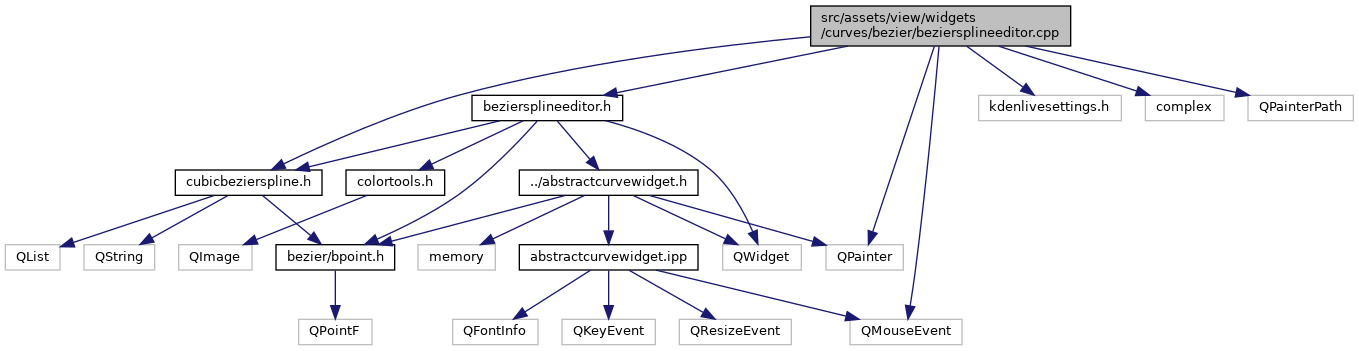 src/assets/view/widgets
/curves/bezier/beziersplineeditor.cpp
beziersplineeditor.h
kdenlivesettings.h
complex
QPainterPath
cubicbezierspline.h
colortools.h
../abstractcurvewidget.h
QList
QString
QImage
bezier/bpoint.h
memory
abstractcurvewidget.ipp
QWidget
QPainter
QPointF
QFontInfo
QKeyEvent
QResizeEvent
QMouseEvent